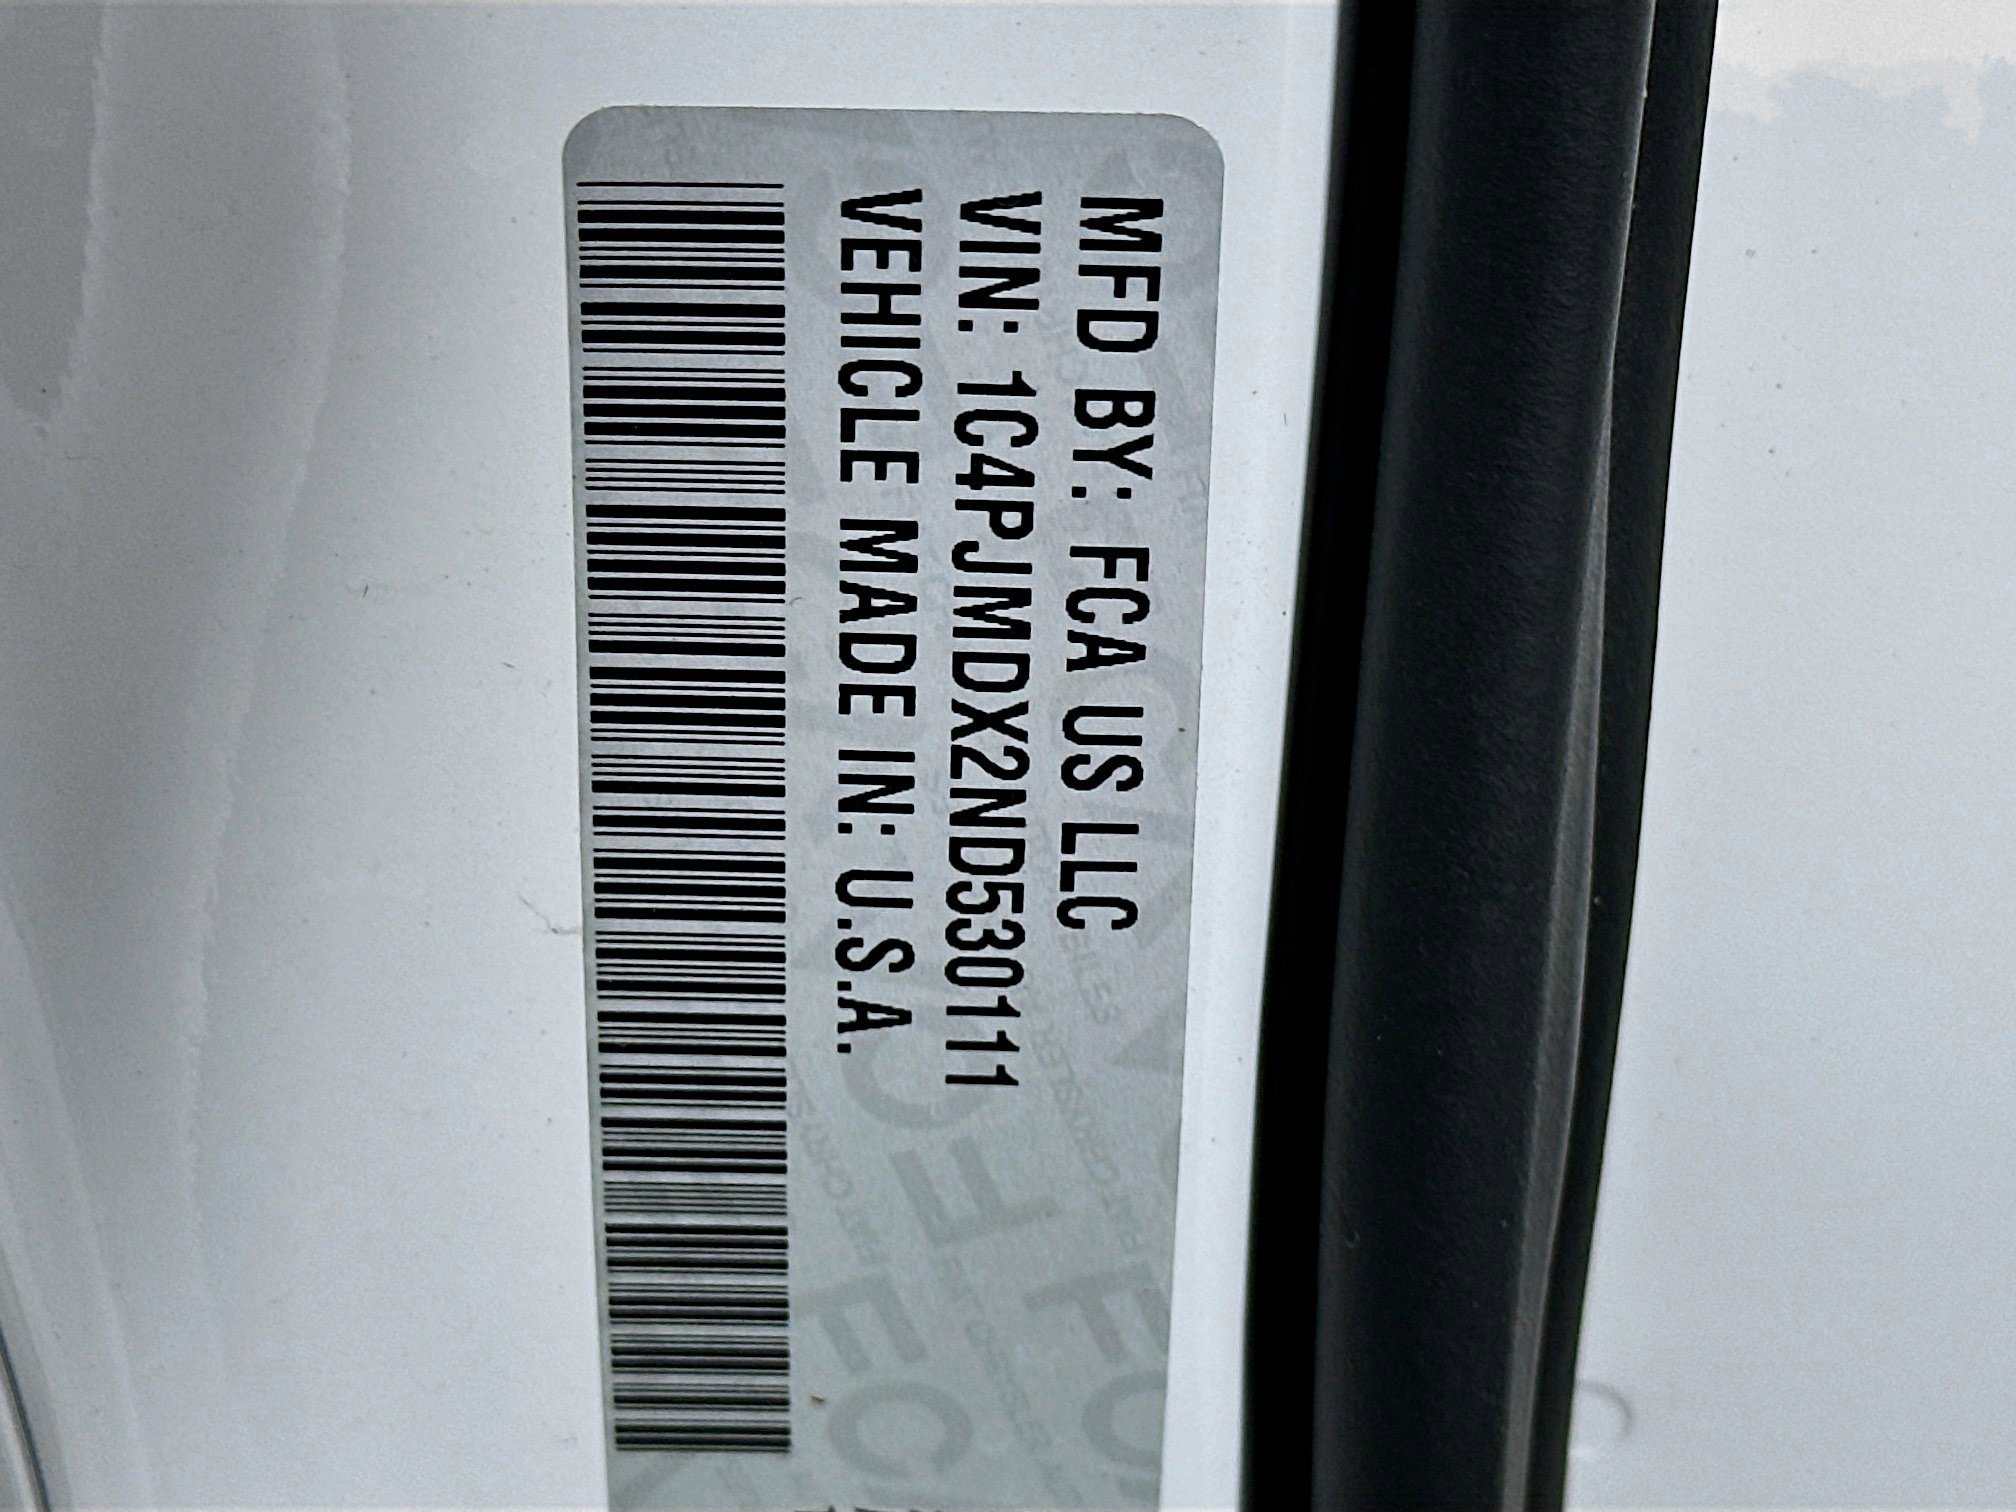 MFD BY: FCA US LLC
VIN: 1C4PJMDX2ND530111
VEHICLE MADE IN: U.S.A.